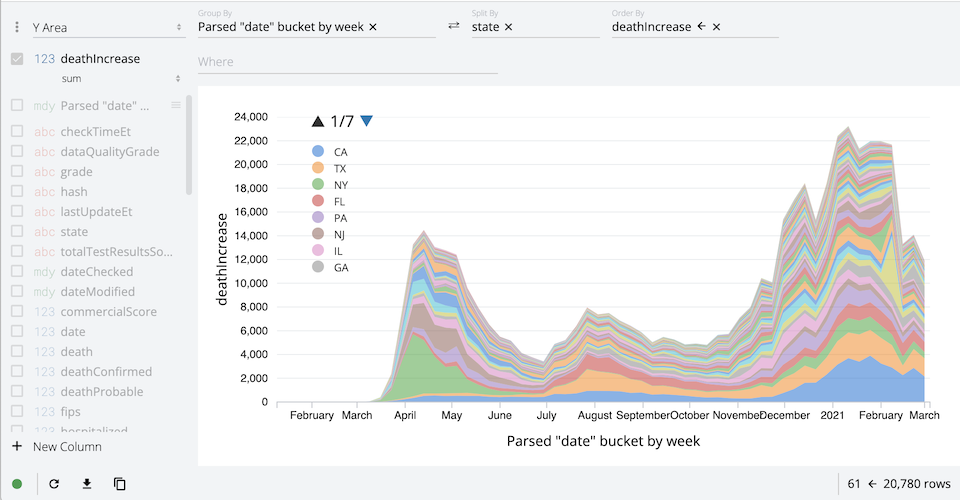 Y Area
123 deathIncrease
sum
mdy Parsed "date" ...
abc checkTimeEt
abc dataQualityGrade
abc grade
abc hash
abc lastUpdateEt
abc state
abc totalTestResultsSo...
mdy dateChecked
mdy dateModified
123 commercialScore
123 date
123 death
123 deathConfirmed
123 deathProbable
123 fips
123 hospitalized
+ New Column
Group By
Parsed "date" bucket by week ×
Split By
state ×
Order By
deathIncrease ← ×
Where
▲ 1/7 ▼
CA
TX
NY
FL
PA
NJ
IL
GA
deathIncrease
24,000
22,000
20,000
18,000
16,000
14,000
12,000
10,000
8,000
6,000
4,000
2,000
0
February March April May June July August September October November December 2021 February March
Parsed "date" bucket by week
61 ← 20,780 rows